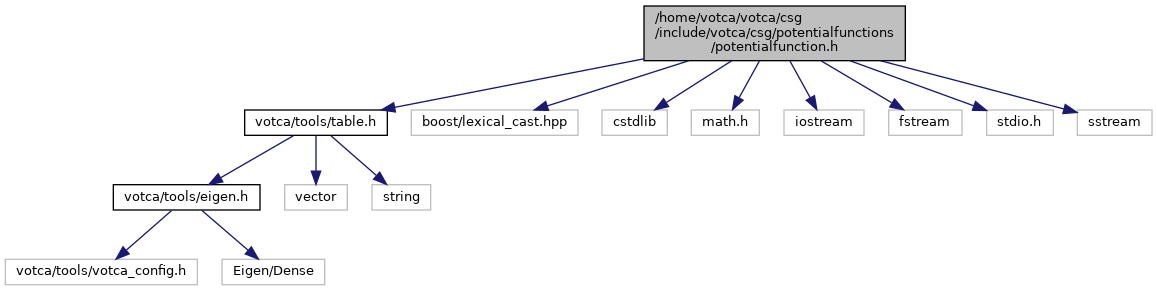 /home/votca/votca/csg
/include/votca/csg/potentialfunctions
/potentialfunction.h
votca/tools/table.h
boost/lexical_cast.hpp
cstdlib
math.h
iostream
fstream
stdio.h
sstream
votca/tools/eigen.h
vector
string
votca/tools/votca_config.h
Eigen/Dense